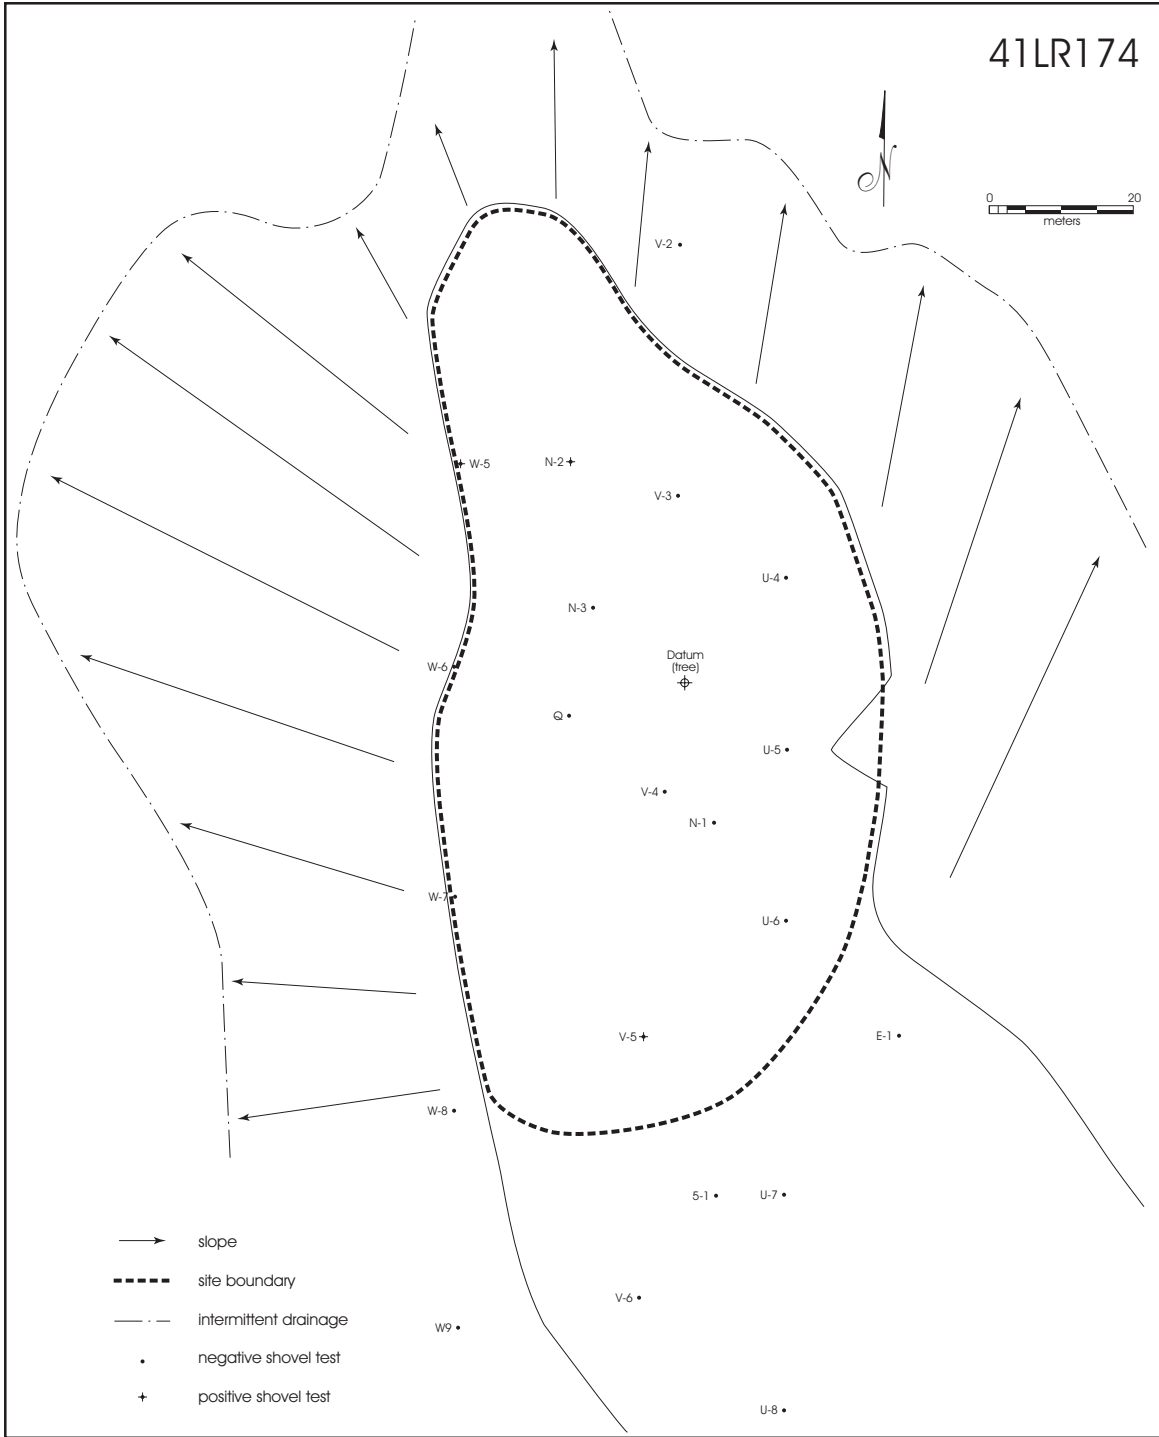 41LR174
N
0 20
meters
V-2
W-5
N-2
V-3
U-4
N-3
Datum
(tree)
W-6
Q
U-5
V-4
N-1
W-7
U-6
V-5
E-1
W-8
5-1
U-7
V-6
W9
U-8
slope
site boundary
intermittent drainage
negative shovel test
positive shovel test